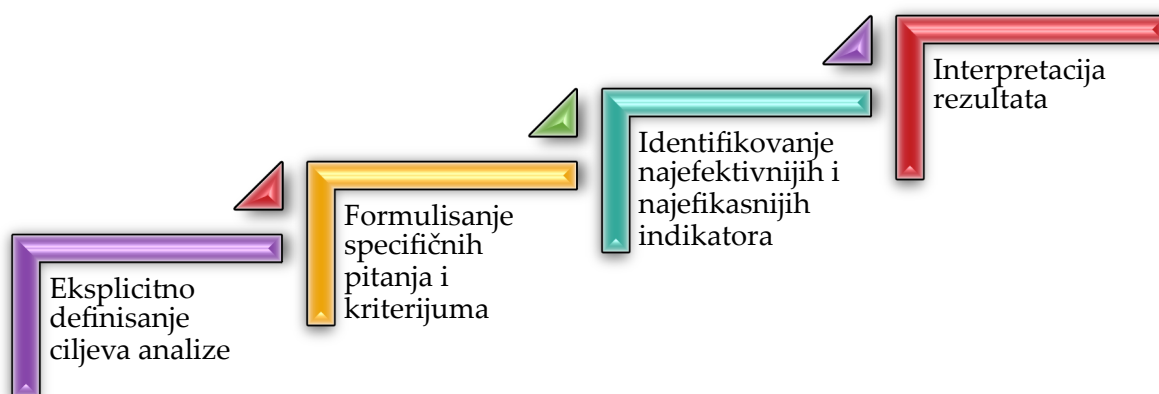 Eksplicitno
definisanje
ciljeva analize
Formulisanje
specifičnih
pitanja i
kriterijuma
Identifikovanje
najefektivnijih i
najefikasnijih
indikatora
Interpretacija
rezultata